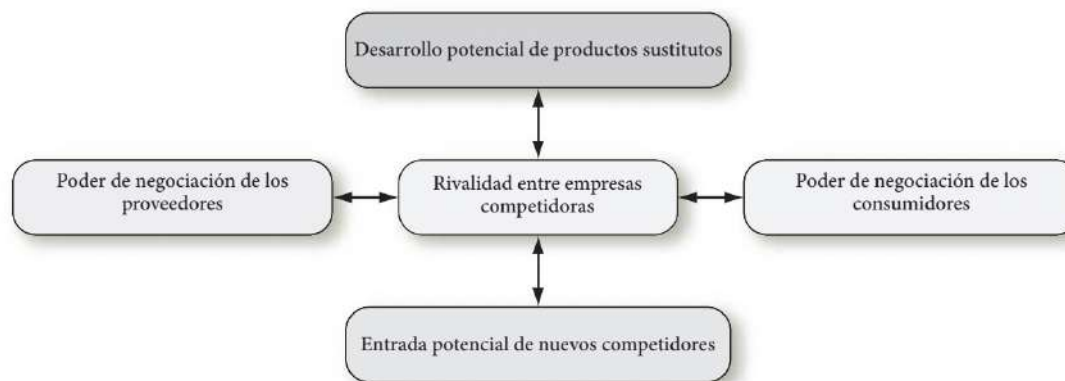 Desarrollo potencial de productos sustitutos
Poder de negociación de los
proveedores
Rivalidad entre empresas
competidoras
Poder de negociación de los
consumidores
Entrada potencial de nuevos competidores